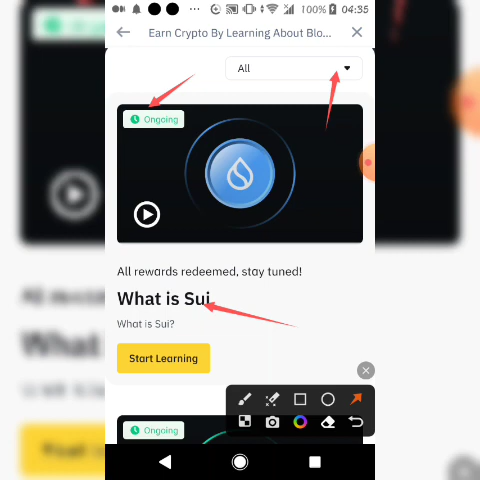 100% 04:35
Earn Crypto By Learning About Blo...
All
Ongoing
All rewards redeemed, stay tuned!
What is Sui
What is Sui?
Start Learning
Ongoing